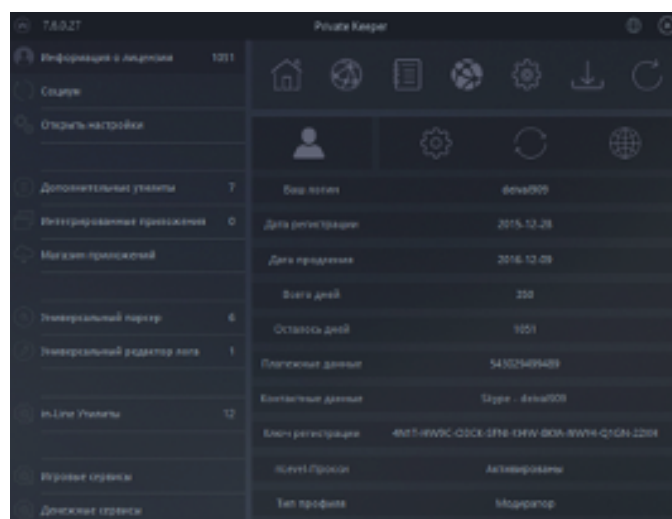 7.6.0.27
Private Keeper
Информация о лицензии 1051
Социум
Открыть настройки
Дополнительные утилиты 7
Интегрированные приложения 0
Магазин приложений
Универсальный парсер 6
Универсальный редактор лога 1
In-Line Утилиты 12
Игровые сервисы
Денежные сервисы
Ваш логин deival909
Дата регистрации 2015-12-28
Дата продления 2016-12-09
Всего дней 350
Осталось дней 1051
Платежные данные
Контактные данные Skype - deival909
Ключ регистрации
Активированы
Тип профиля Модератор